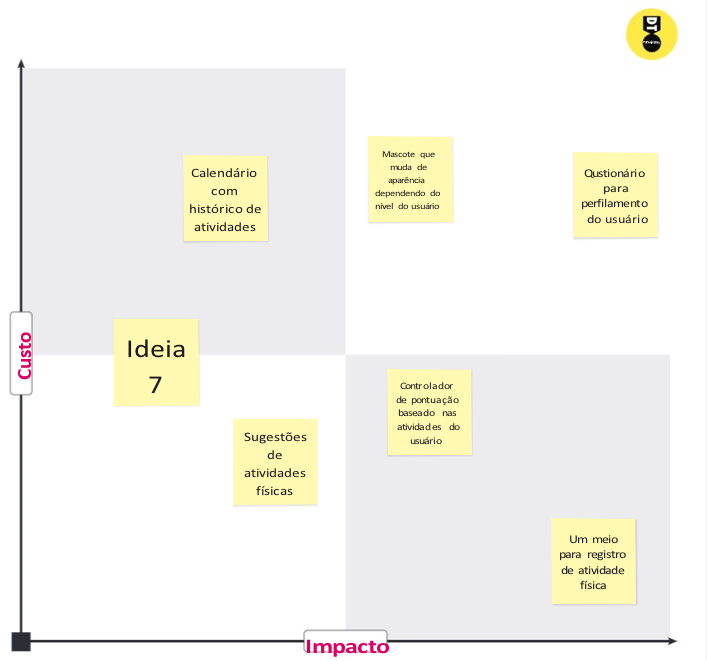 DT
Calendário
com
histórico de
atividades
Mascote que
muda de
aparência
dependendo do
nível do usuário
Qustionário
para
perfilamento
do usuário
Custo
Ideia
7
Sugestões
de
atividades
físicas
Controlador
de pontuação
baseado nas
atividades do
usuário
Um meio
para registro
de atividade
física
Impacto